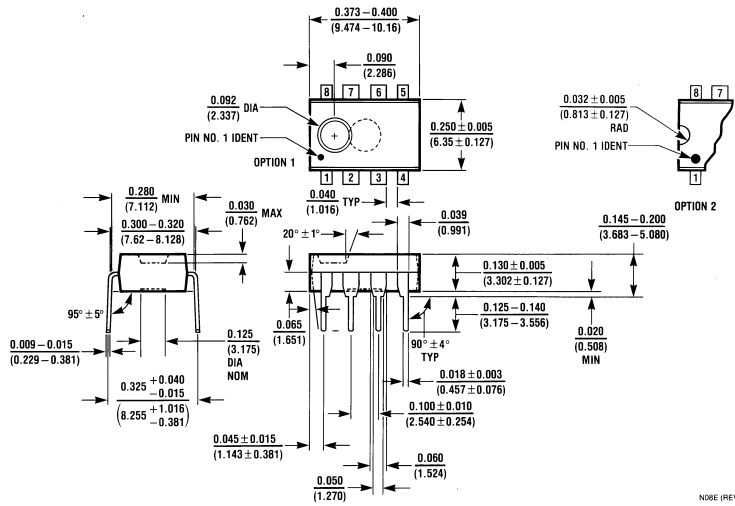 0.373 – 0.400
(9.474 – 10.16)
0.090
(2.286)
8 7 6 5
0.092 DIA
(2.337)
PIN NO. 1 IDENT
OPTION 1
0.250 ± 0.005
(6.35 ± 0.127)
1 2 3 4
0.032 ± 0.005
(0.813 ± 0.127)
RAD
PIN NO. 1 IDENT
8 7
1
OPTION 2
0.280 MIN
(7.112)
0.300 – 0.320
(7.62 – 8.128)
0.030 MAX
(0.762)
0.040 TYP
(1.016)
0.039
(0.991)
20° ± 1°
0.145 – 0.200
(3.683 – 5.080)
0.130 ± 0.005
(3.302 ± 0.127)
0.125 – 0.140
(3.175 – 3.556)
0.020
(0.508)
MIN
95° ± 5°
0.009 – 0.015
(0.229 – 0.381)
0.125
(3.175)
DIA
NOM
0.065
(1.651)
90° ± 4°
TYP
0.325 +0.040
−0.015
(8.255 +1.016
−0.381)
0.018 ± 0.003
(0.457 ± 0.076)
0.100 ± 0.010
(2.540 ± 0.254)
0.045 ± 0.015
(1.143 ± 0.381)
0.060
(1.524)
0.050
(1.270)
N08E (REV